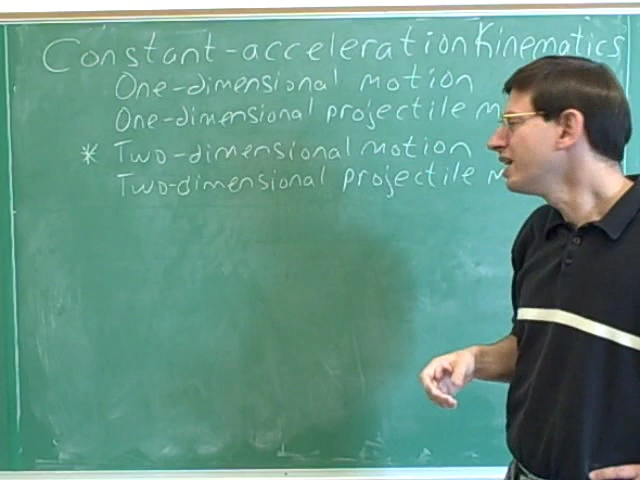 Constant-acceleration Kinematics
One-dimensional motion
One-dimensional projectile m
* Two-dimensional motion
Two-dimensional projectile m